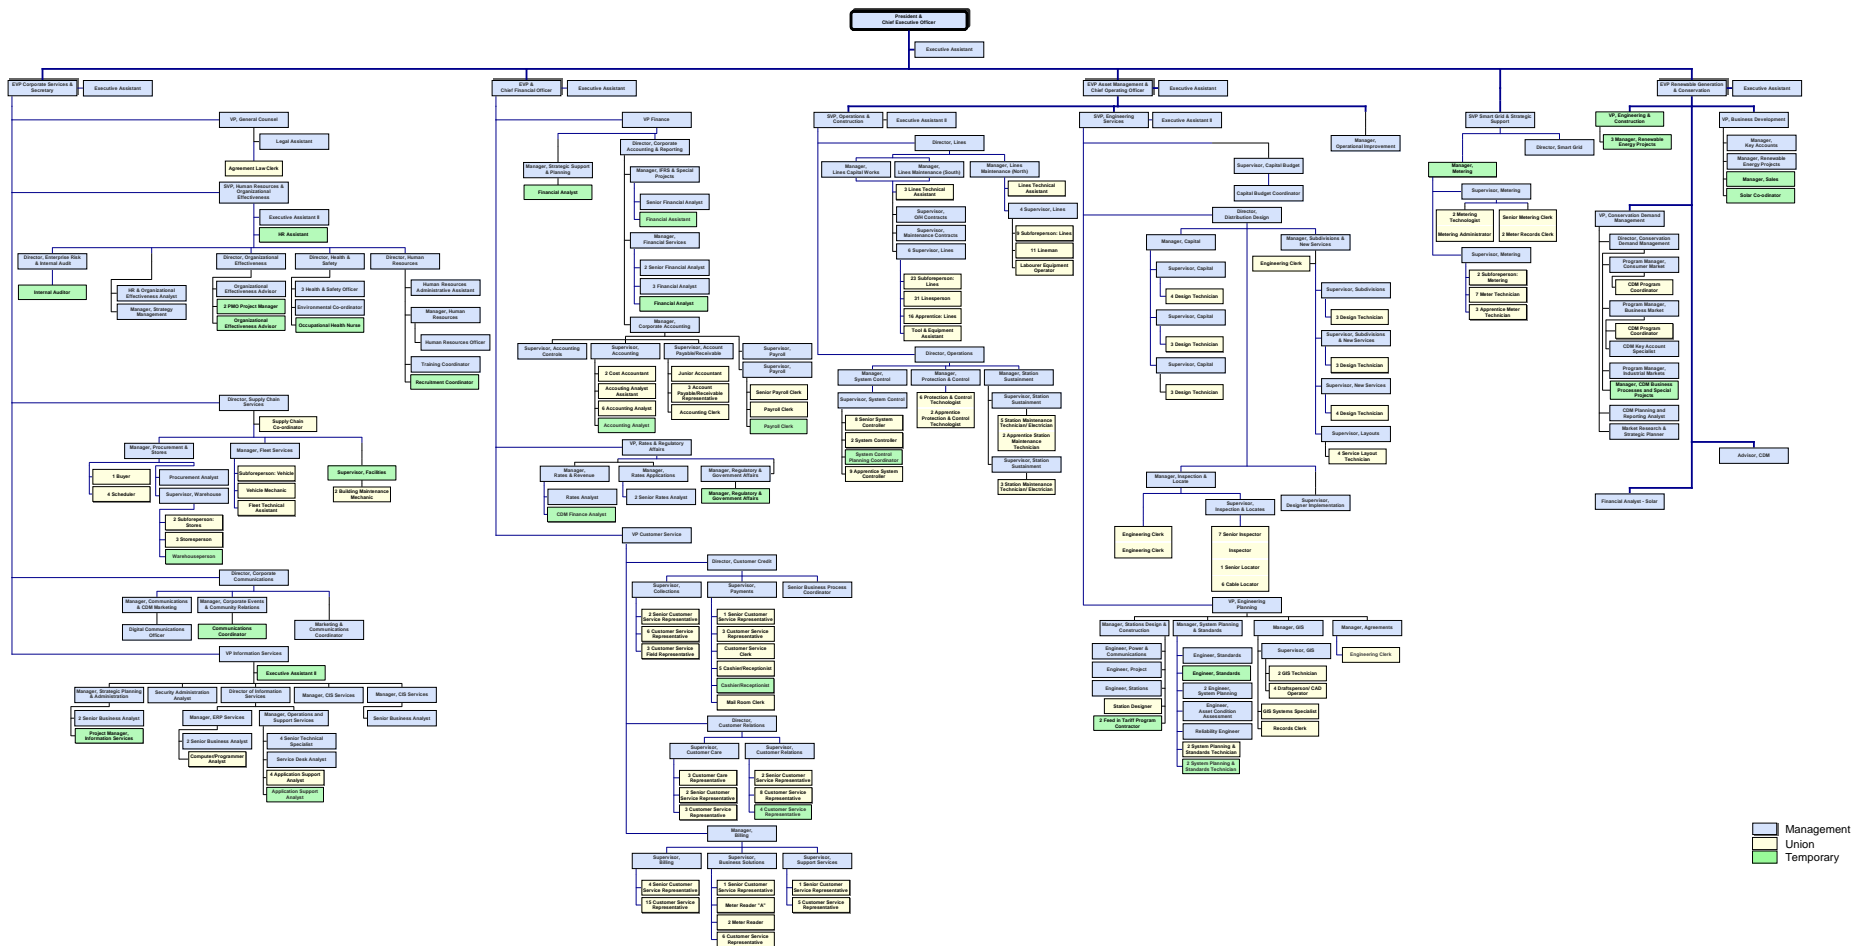 President &
Chief Executive Officer
Executive Assistant
EVP Corporate Services &
Secretary
Executive Assistant
VP, General Counsel
Legal Assistant
Agreement Law Clerk
SVP, Human Resources &
Organizational
Effectiveness
Executive Assistant II
HR Assistant
Director, Enterprise Risk
& Internal Audit
Internal Auditor
HR & Organizational
Effectiveness Analyst
Manager, Strategy
Management
Director, Organizational
Effectiveness
Organizational
Effectiveness Advisor
2 PMO Project Manager
Organizational
Effectiveness Advisor
Director, Health &
Safety
3 Health & Safety Officer
Environmental Co-ordinator
Occupational Health Nurse
Director, Human
Resources
Human Resources
Administrative Assistant
Manager, Human
Resources
Human Resources Officer
Training Coordinator
Recruitment Coordinator
Director, Supply Chain
Services
Supply Chain
Co-ordinator
Manager, Procurement &
Stores
1 Buyer
4 Scheduler
Procurement Analyst
Supervisor, Warehouse
2 Subforeperson:
Stores
3 Storesperson
Warehouseperson
Manager, Fleet Services
Subforeperson: Vehicle
Vehicle Mechanic
Fleet Technical
Assistant
Supervisor, Facilities
2 Building Maintenance
Mechanic
Director, Corporate
Communications
Manager, Communications
& CDM Marketing
Digital Communications
Officer
Manager, Corporate Events
& Community Relations
Communications
Coordinator
Marketing &
Communications
Coordinator
VP Information Services
Executive Assistant II
Manager, Strategic Planning
& Administration
2 Senior Business Analyst
Project Manager,
Information Services
Security Administration
Analyst
Director of Information
Services
Manager, ERP Services
2 Senior Business Analyst
Computer/Programmer
Analyst
Manager, Operations and
Support Services
4 Senior Technical
Specialist
Service Desk Analyst
4 Application Support
Analyst
Application Support
Analyst
Manager, CIS Services
Manager, CIS Services
Senior Business Analyst
EVP &
Chief Financial Officer
Executive Assistant
VP Finance
Manager, Strategic Support
& Planning
Financial Analyst
Director, Corporate
Accounting & Reporting
Manager, IFRS & Special
Projects
Senior Financial Analyst
Financial Assistant
Manager,
Financial Services
2 Senior Financial Analyst
3 Financial Analyst
Financial Analyst
Manager,
Corporate Accounting
Supervisor, Accounting
Controls
Supervisor,
Accounting
2 Cost Accountant
Accouting Analyst
Assistant
6 Accounting Analyst
Accounting Analyst
Supervisor, Account
Payable/Receivable
Junior Accountant
3 Account
Payable/Receivable
Representative
Accounting Clerk
Supervisor,
Payroll
Supervisor,
Payroll
Senior Payroll Clerk
Payroll Clerk
Payroll Clerk
VP, Rates & Regulatory
Affairs
Manager,
Rates & Revenue
Rates Analyst
CDM Finance Analyst
Manager,
Rates Applications
2 Senior Rates Analyst
Manager, Regulatory &
Government Affairs
Manager, Regulatory &
Government Affairs
VP Customer Service
Director, Customer Credit
Supervisor,
Collections
2 Senior Customer
Service Representative
6 Customer Service
Representative
3 Customer Service
Field Representative
Supervisor,
Payments
1 Senior Customer
Service Representative
3 Customer Service
Representative
Customer Service
Clerk
5 Cashier/Receptionist
Cashier/Receptionist
Mail Room Clerk
Senior Business Process
Coordinator
Director,
Customer Relations
Supervisor,
Customer Care
3 Customer Care
Representative
2 Senior Customer
Service Representative
3 Customer Service
Representative
Supervisor,
Customer Relations
2 Senior Customer
Service Representative
8 Customer Service
Representative
4 Customer Service
Representative
Manager,
Billing
Supervisor,
Billing
4 Senior Customer
Service Representative
15 Customer Service
Representative
Supervisor,
Business Solutions
1 Senior Customer
Service Representative
Meter Reader "A"
2 Meter Reader
6 Customer Service
Representative
Supervisor,
Support Services
1 Senior Customer
Service Representative
5 Customer Service
Representative
EVP Asset Management &
Chief Operating Officer
Executive Assistant
SVP, Operations &
Construction
Executive Assistant II
Director, Lines
Manager,
Lines Capital Works
Manager,
Lines Maintenance (South)
3 Lines Technical
Assistant
Supervisor,
O/H Contracts
Supervisor,
Maintenance Contracts
6 Supervisor, Lines
23 Subforeperson:
Lines
31 Linesperson
16 Apprentice: Lines
Tool & Equipment
Assistant
Manager, Lines
Maintenance (North)
Lines Technical
Assistant
4 Supervisor, Lines
9 Subforeperson: Lines
11 Lineman
Labourer Equipment
Operator
Director, Operations
Manager,
System Control
Supervisor, System Control
8 Senior System
Controller
2 System Controller
System Control
Planning Coordinator
9 Apprentice System
Controller
Manager,
Protection & Control
6 Protection & Control
Technologist
2 Apprentice
Protection & Control
Technologist
Manager, Station
Sustainment
Supervisor, Station
Sustainment
5 Station Maintenance
Technician/ Electrician
2 Apprentice Station
Maintenance
Technician
Supervisor, Station
Sustainment
3 Station Maintenance
Technician/ Electrician
SVP, Engineering
Services
Executive Assistant II
Manager,
Operational Improvement
Supervisor, Capital Budget
Capital Budget Coordinator
Director,
Distribution Design
Manager, Capital
Supervisor, Capital
4 Design Technician
Supervisor, Capital
3 Design Technician
Supervisor, Capital
3 Design Technician
Manager, Subdivisions &
New Services
Engineering Clerk
Supervisor, Subdivisions
3 Design Technician
Supervisor, Subdivisions
& New Services
3 Design Technician
Supervisor, New Services
4 Design Technician
Supervisor, Layouts
4 Service Layout
Technician
Manager, Inspection &
Locate
Engineering Clerk
Engineering Clerk
Supervisor,
Inspection & Locates
7 Senior Inspector
Inspector
1 Senior Locator
6 Cable Locator
Supervisor,
Designer Implementation
VP, Engineering
Planning
Manager, Stations Design &
Construction
Engineer, Power &
Communications
Engineer, Project
Engineer, Stations
Station Designer
2 Feed in Tariff Program
Contractor
Manager, System Planning
& Standards
Engineer, Standards
Engineer, Standards
2 Engineer,
System Planning
Engineer,
Asset Condition
Assessment
Reliability Engineer
2 System Planning &
Standards Technician
2 System Planning &
Standards Technician
Manager, GIS
Supervisor, GIS
2 GIS Technician
4 Draftsperson/ CAD
Operator
GIS Systems Specialist
Records Clerk
Manager, Agreements
Engineering Clerk
SVP Smart Grid & Strategic
Support
Director, Smart Grid
Manager,
Metering
Supervisor, Metering
2 Metering
Technologist
Metering Administrator
Senior Metering Clerk
2 Meter Records Clerk
Supervisor, Metering
2 Subforeperson:
Metering
7 Meter Technician
3 Apprentice Meter
Technician
EVP Renewable Generation
& Conservation
Executive Assistant
VP, Engineering &
Construction
3 Manager, Renewable
Energy Projects
VP, Business Development
Manager,
Key Accounts
Manager, Renewable
Energy Projects
Manager, Sales
Solar Co-ordinator
VP, Conservation Demand
Management
Director, Conservation
Demand Management
Program Manager,
Consumer Market
CDM Program
Coordinator
Program Manager,
Business Market
CDM Program
Coordinator
CDM Key Account
Specialist
Program Manager,
Industrial Markets
Manager, CDM Business
Processes and Special
Projects
CDM Planning and
Reporting Analyst
Market Research &
Strategic Planner
Advisor, CDM
Financial Analyst - Solar
Management
Union
Temporary